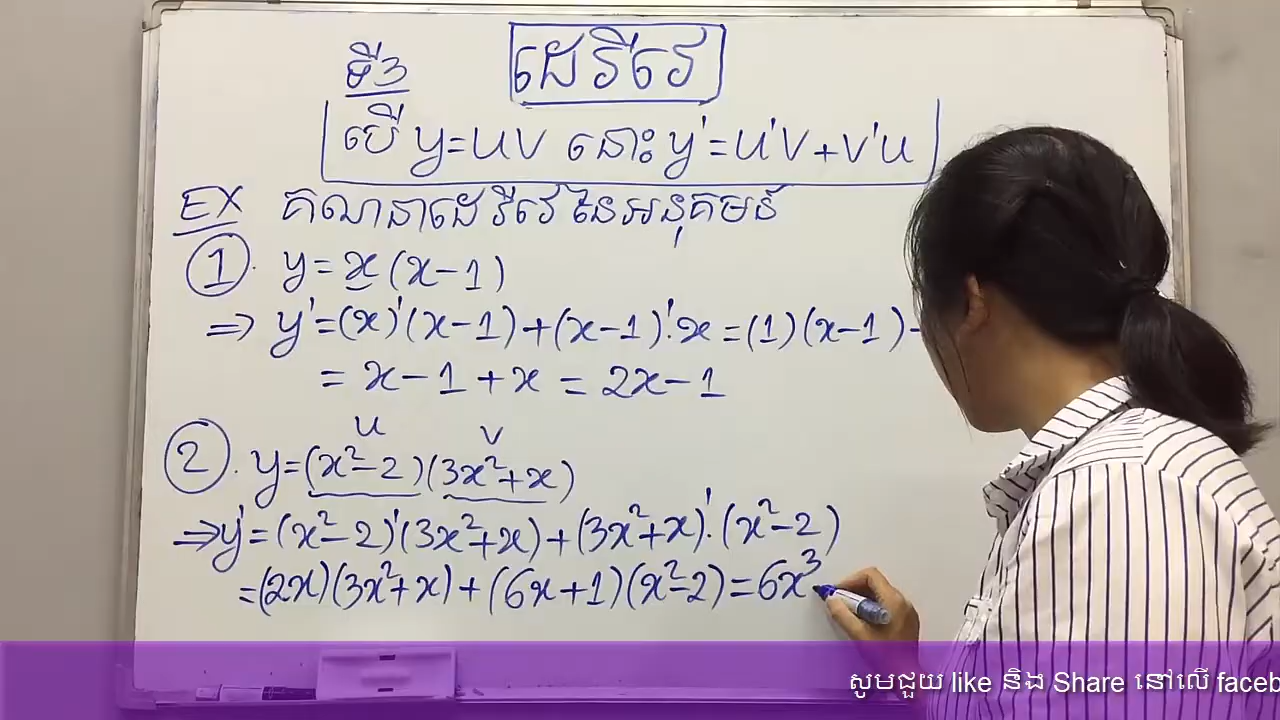 ដេរីវេ
ទី3
បើ y=uv នោះ y'=u'v+v'u
EX គណនាដេរីវេនៃអនុគមន៍
1. y=x(x-1)
⇒ y'=(x)'(x-1)+(x-1)'.x=(1)(x-1)-
= x-1+x = 2x-1
u v
2. y=(x²-2)(3x²+x)
⇒y'=(x²-2)'(3x²+x)+(3x²+x)'.(x²-2)
=(2x)(3x²+x)+(6x+1)(x²-2)=6x³
សូមជួយ like និង Share នៅលើ faceb